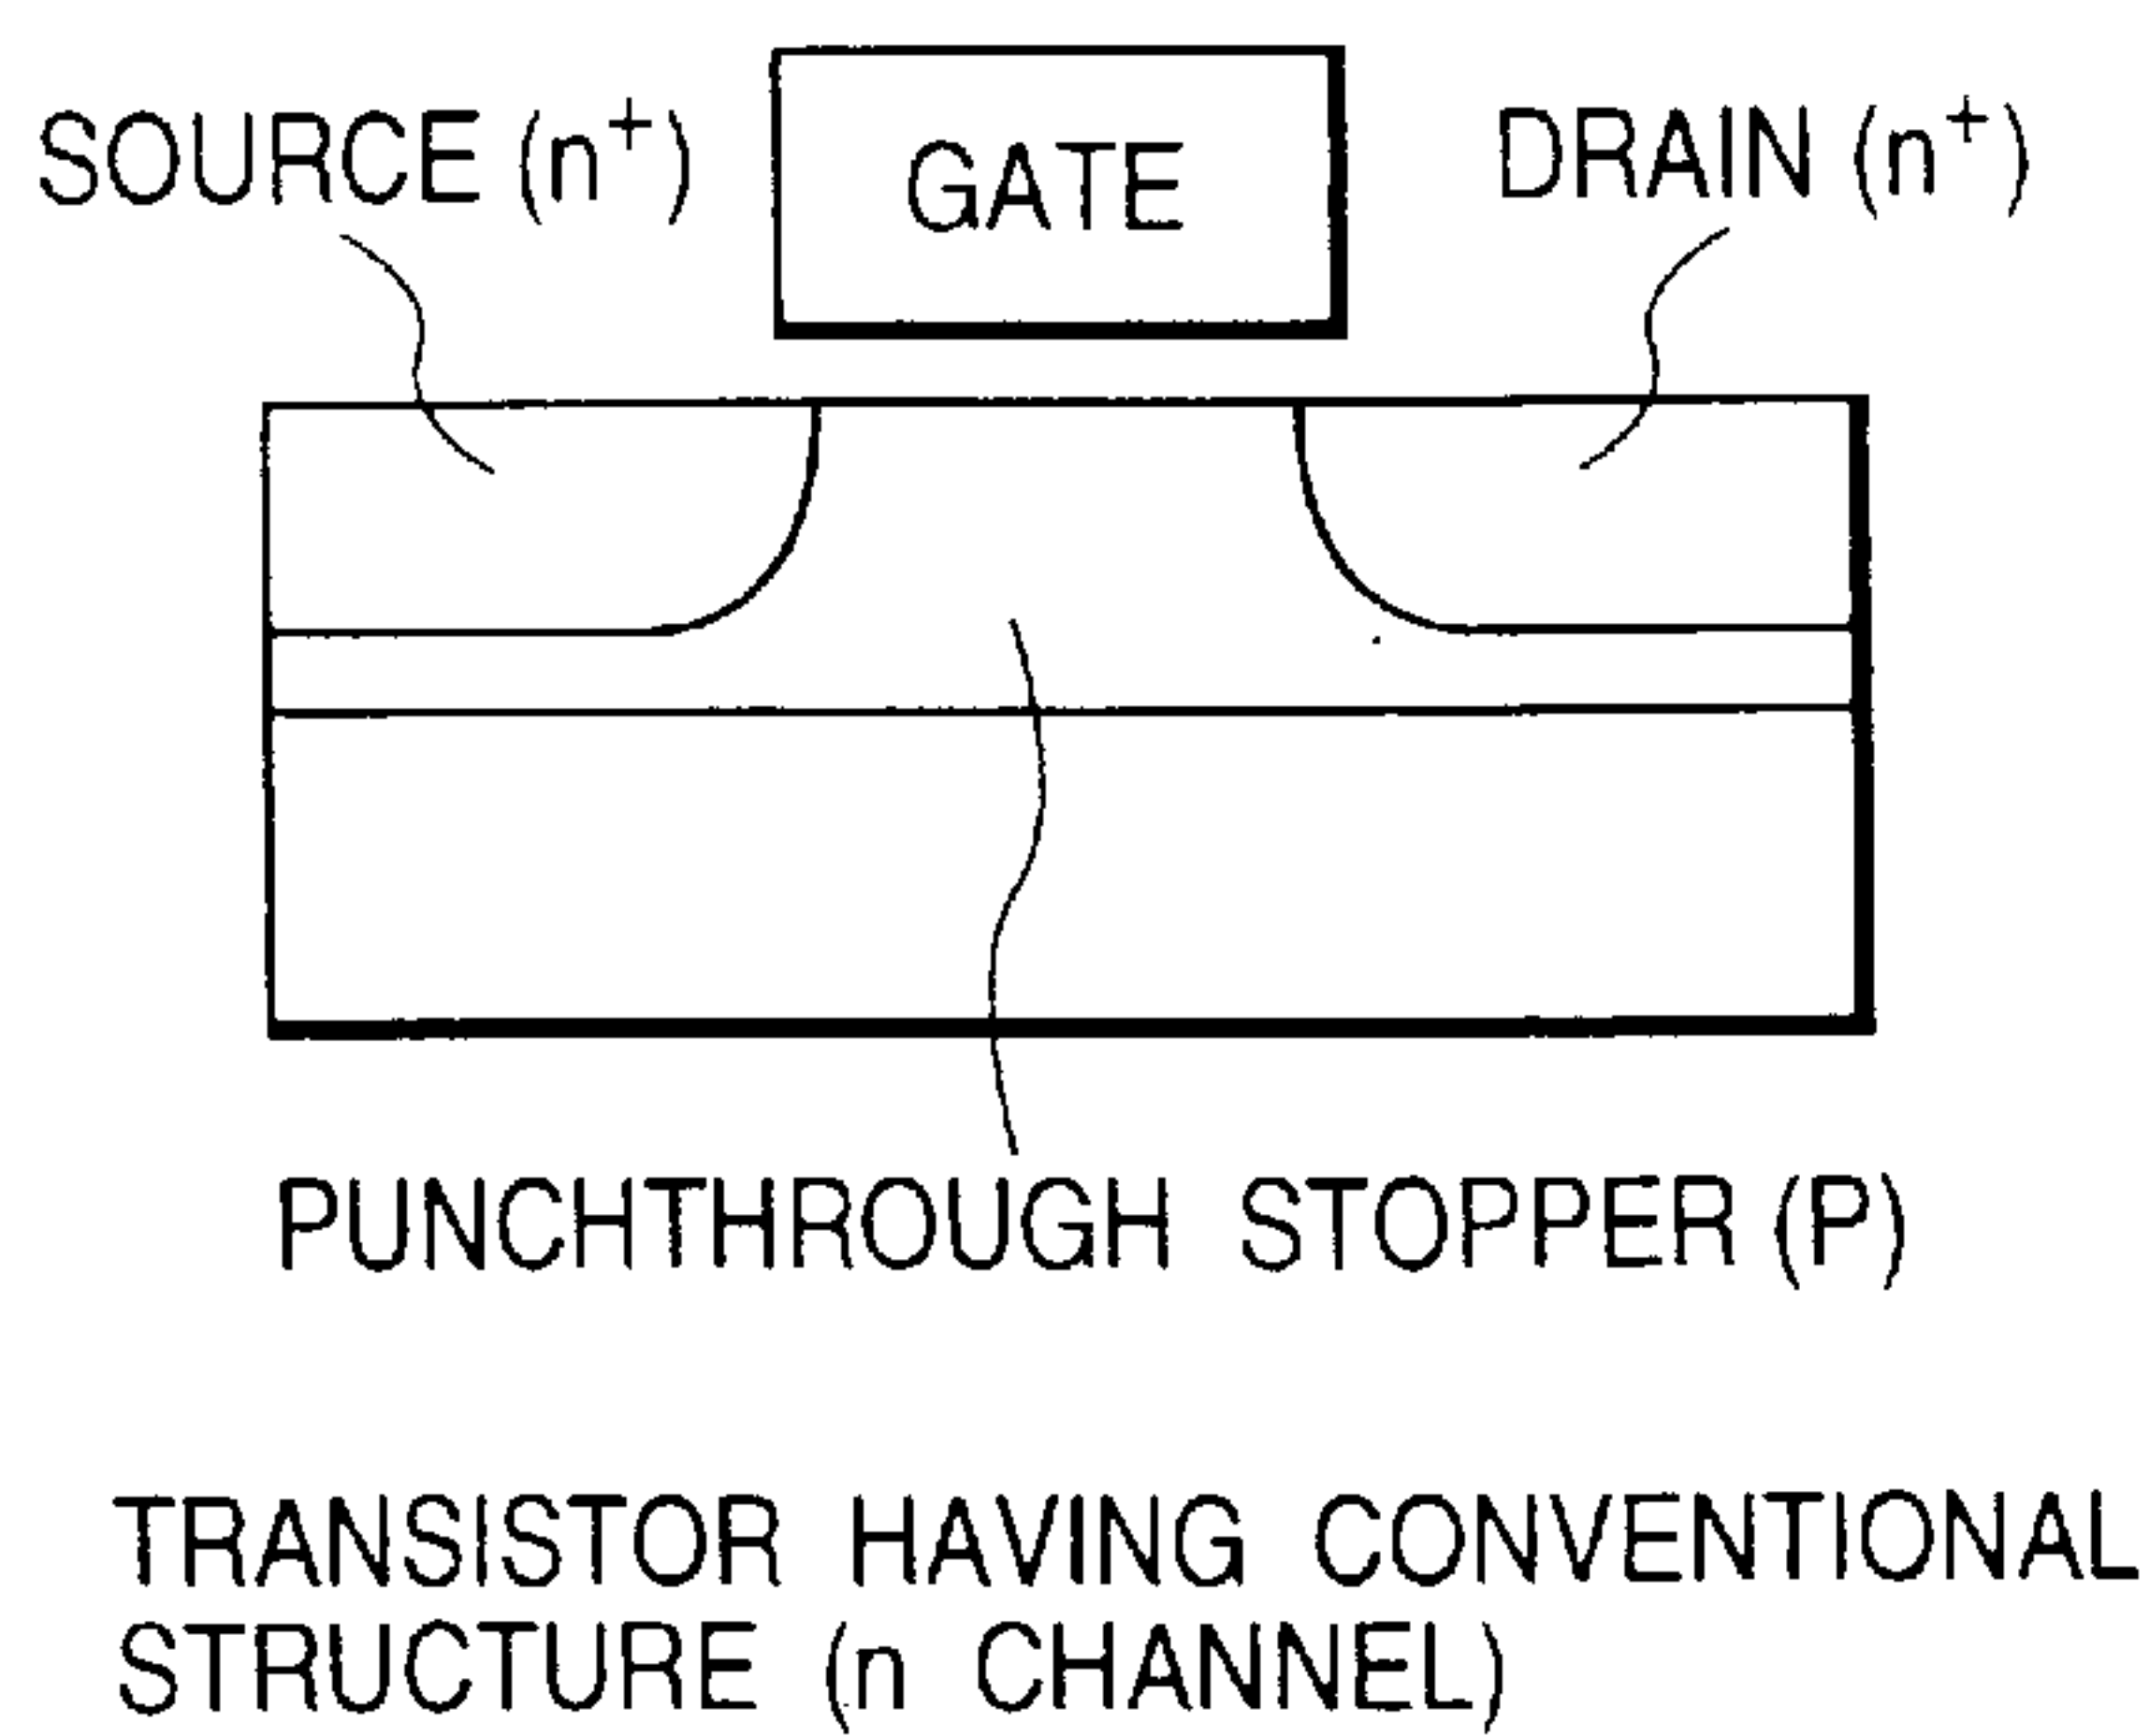 SOURCE (n⁺)
GATE
DRAIN (n⁺)
PUNCHTHROUGH STOPPER (P)
TRANSISTOR HAVING CONVENTIONAL
STRUCTURE (n CHANNEL)